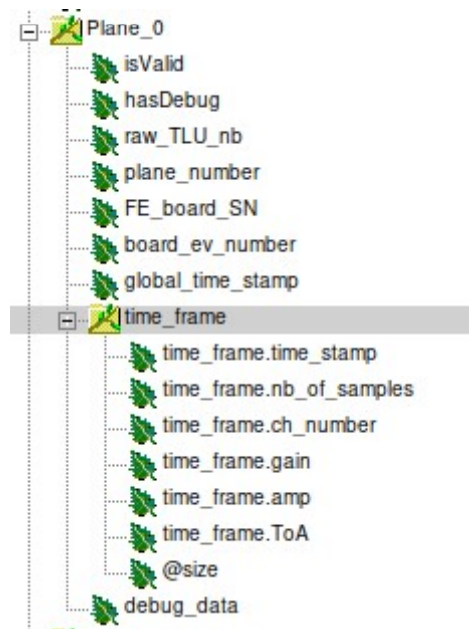 Plane_0
isValid
hasDebug
raw_TLU_nb
plane_number
FE_board_SN
board_ev_number
global_time_stamp
time_frame
time_frame.time_stamp
time_frame.nb_of_samples
time_frame.ch_number
time_frame.gain
time_frame.amp
time_frame.ToA
@size
debug_data